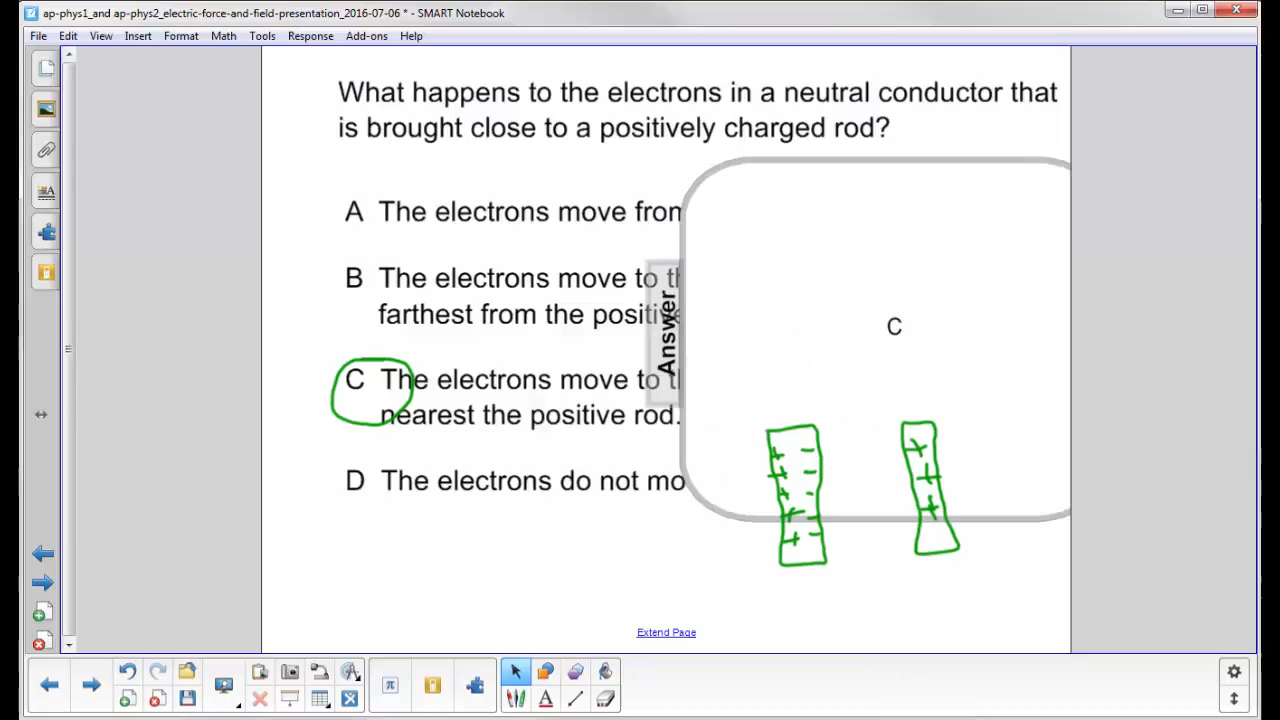 ap-phys1_and ap-phys2_electric-force-and-field-presentation_2016-07-06 * - SMART Notebook
File Edit View Insert Format Math Tools Response Add-ons Help
What happens to the electrons in a neutral conductor that
is brought close to a positively charged rod?
A The electrons move from
B The electrons move to
farthest from the
C The electrons move to
nearest the positive rod.
D The electrons do not
Answer
C
+ -
+ -
+ -
+ -
+ -
+
+
+
Extend Page
π
A